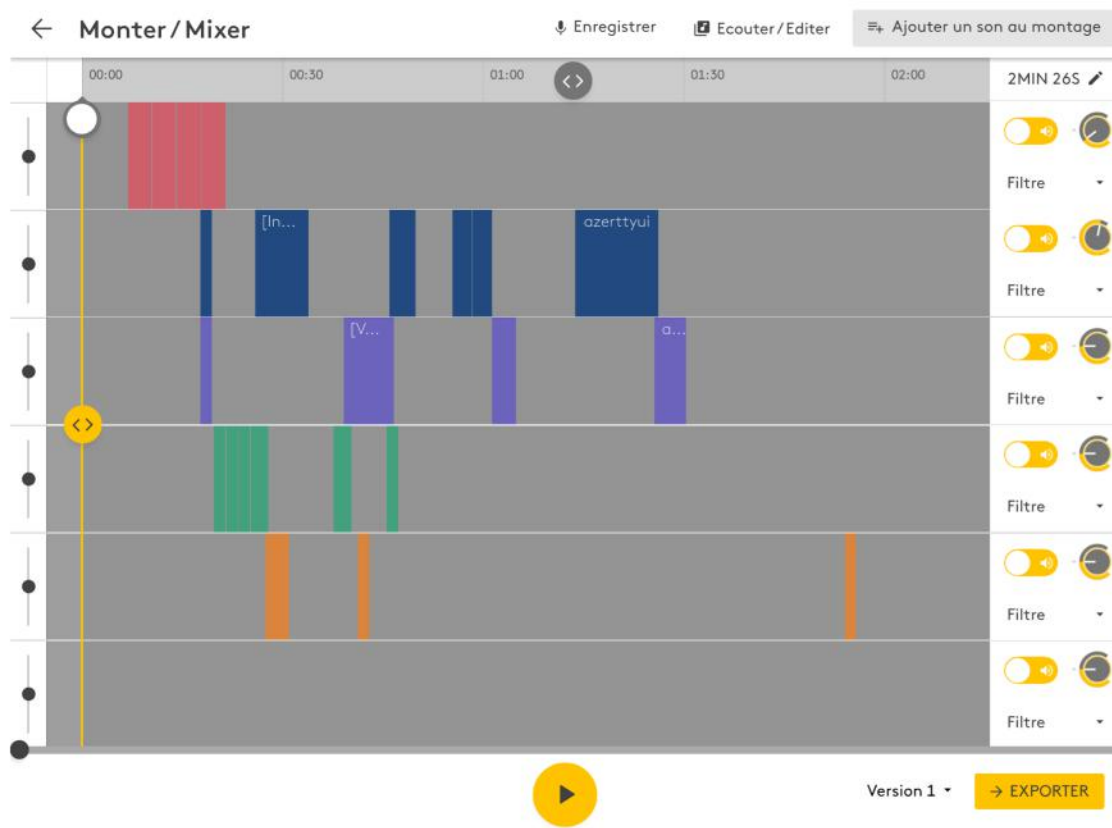 Monter / Mixer
Enregistrer
Ecouter / Editer
Ajouter un son au montage
00:00
00:30
01:00
01:30
02:00
2MIN 26S
Filtre
[In...
azerttyui
Filtre
[V...
a...
Filtre
Filtre
Filtre
Filtre
Version 1
EXPORTER